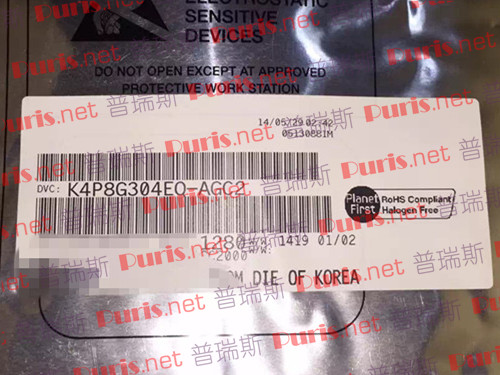 ELECTROSTATIC
SENSITIVE
DEVICES
DO NOT OPEN EXCEPT AT APPROVED
PROTECTIVE WORK STATION
14/05/29 02:42
05130881M
DVC: K4P8G304EQ-AGC2
Planet First
RoHS Compliant
Halogen Free
1280 1419 01/02
2000
DIE OF KOREA
Puris.net 普瑞斯